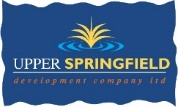 UPPER SPRINGFIELD
development company ltd